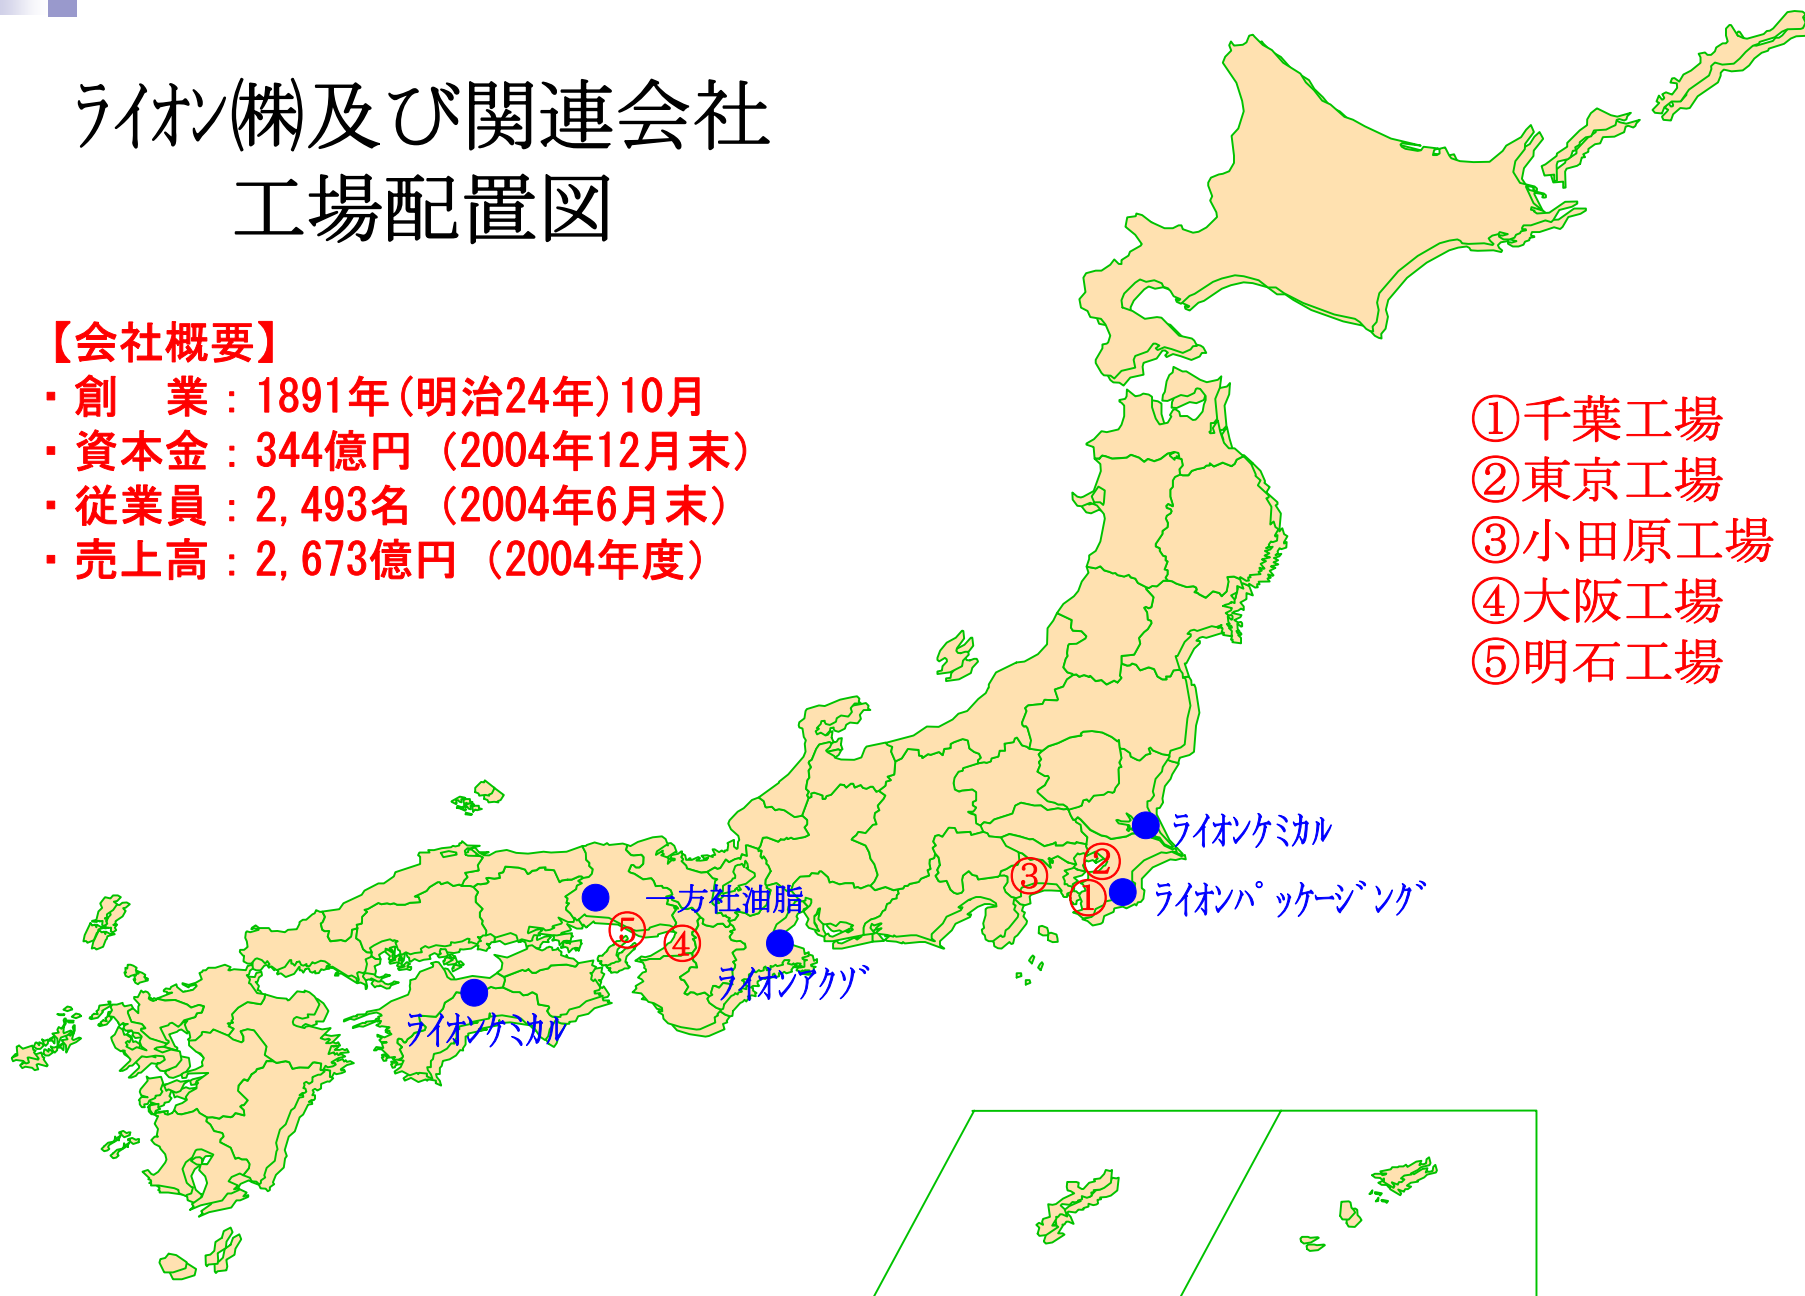 ライオン㈱及び関連会社
工場配置図
【会社概要】
・創　業：1891年(明治24年)10月
・資本金：344億円（2004年12月末）
・従業員：2,493名（2004年6月末）
・売上高：2,673億円（2004年度）
①千葉工場
②東京工場
③小田原工場
④大阪工場
⑤明石工場
ライオンケミカル
②
③
①
ライオンパッケージング
一方社油脂
⑤
④
ライオンアクゾ
ライオンケミカル